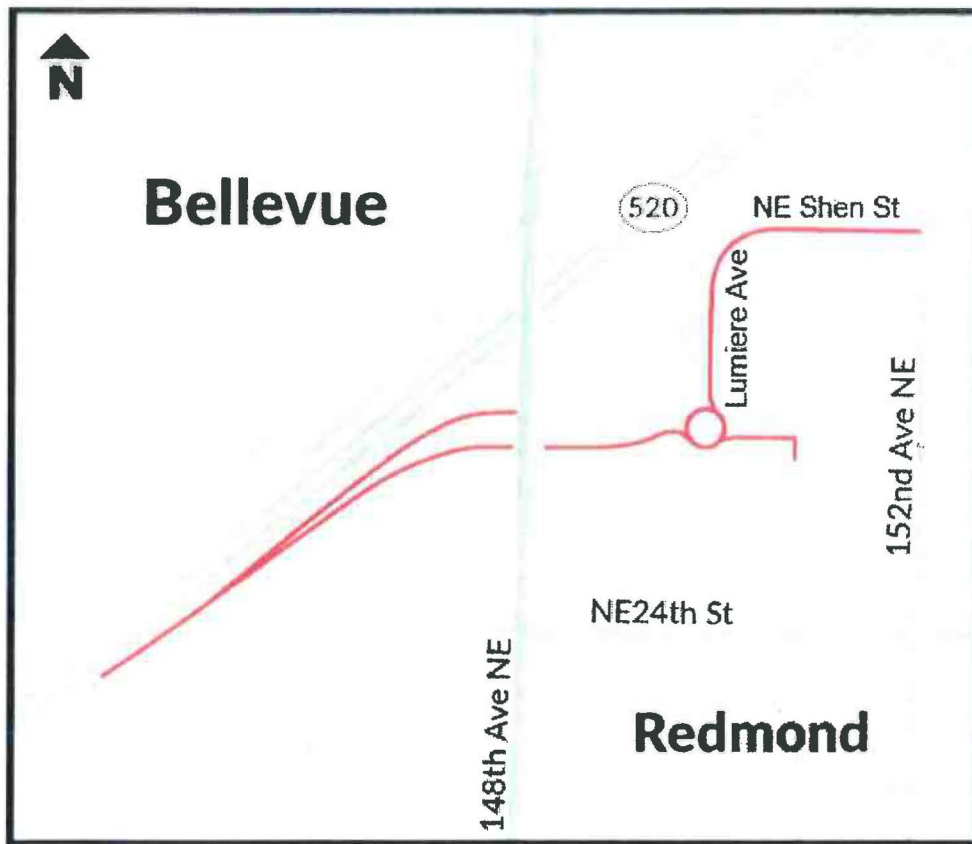 N
Bellevue
520
NE Shen St
Lumiere Ave
152nd Ave NE
NE24th St
148th Ave NE
Redmond